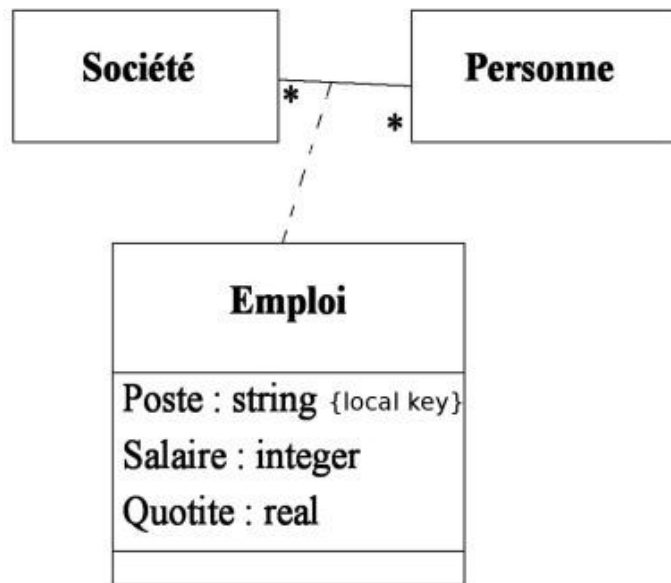 Société
Personne
*
*
Emploi
Poste : string {local key}
Salaire : integer
Quotite : real